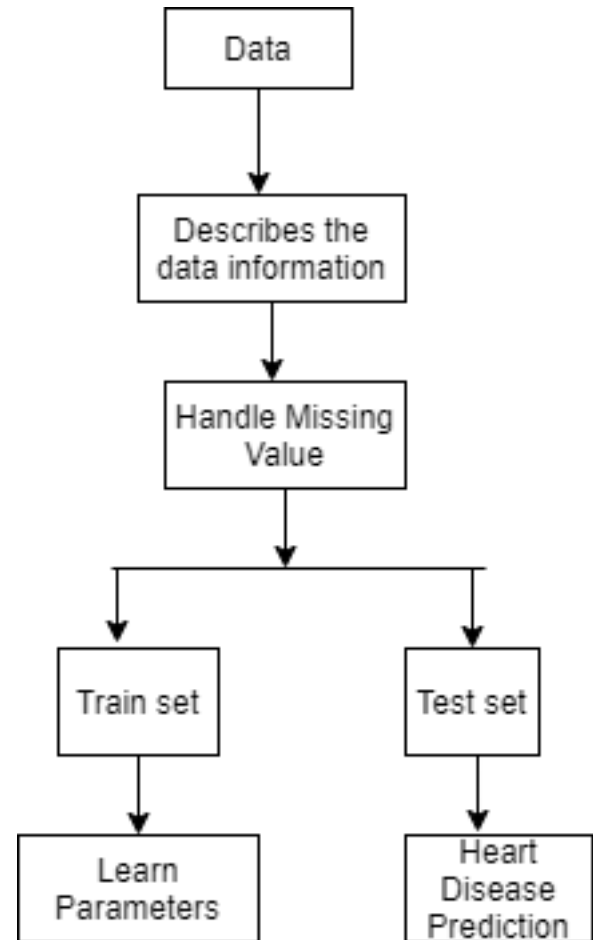 Data
Describes the
data information
Handle Missing
Value
Train set
Test set
Learn
Parameters
Heart
Disease
Prediction